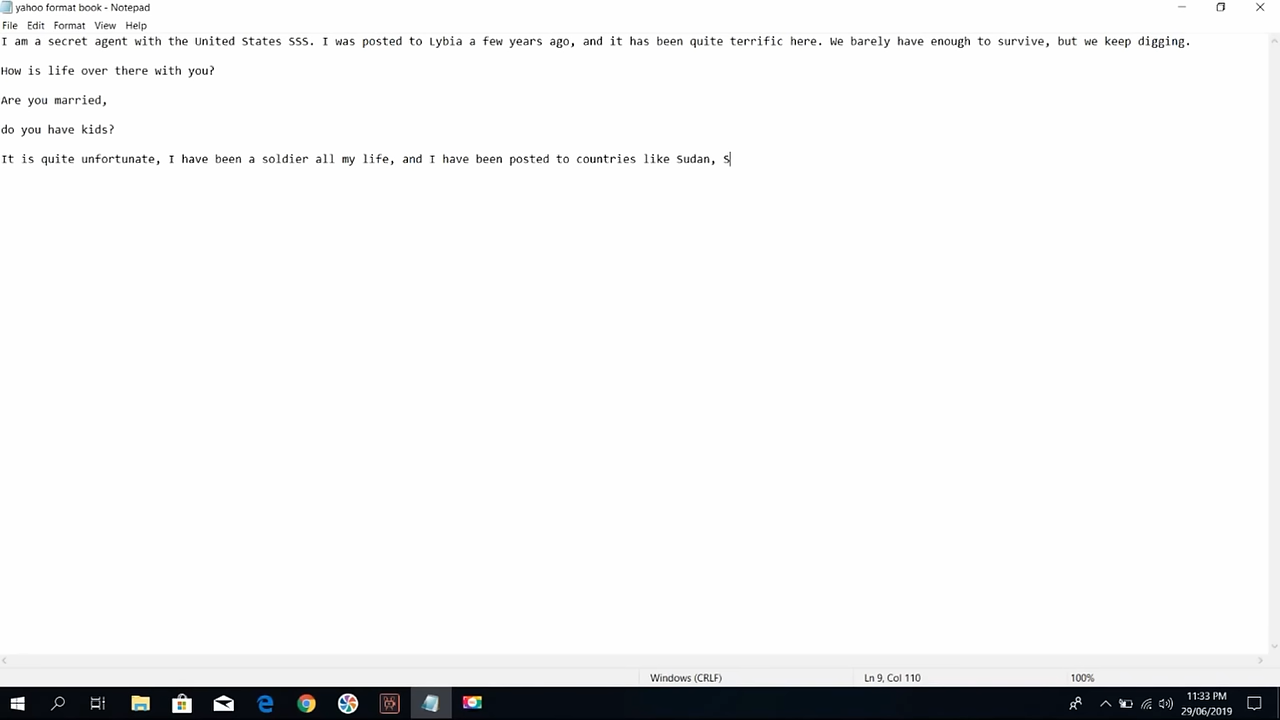 yahoo format book - Notepad
File Edit Format View Help
I am a secret agent with the United States SSS. I was posted to Lybia a few years ago, and it has been quite terrific here. We barely have enough to survive, but we keep digging.
How is life over there with you?
Are you married,
do you have kids?
It is quite unfortunate, I have been a soldier all my life, and I have been posted to countries like Sudan, S
Windows (CRLF) Ln 9, Col 110 100%
11:33 PM
29/06/2019